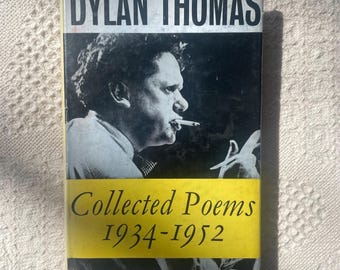 DYLAN THOMAS
Collected Poems
1934-1952